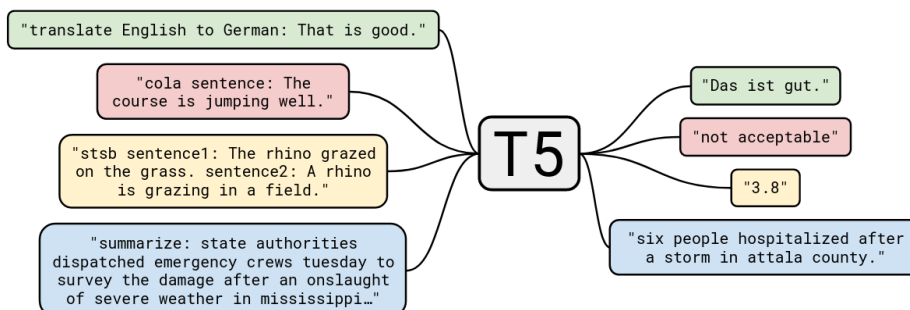 "translate English to German: That is good."
"cola sentence: The
course is jumping well."
"stsb sentence1: The rhino grazed
on the grass. sentence2: A rhino
is grazing in a field."
"summarize: state authorities
dispatched emergency crews tuesday to
survey the damage after an onslaught
of severe weather in mississippi…"
T5
"Das ist gut."
"not acceptable"
"3.8"
"six people hospitalized after
a storm in attala county."